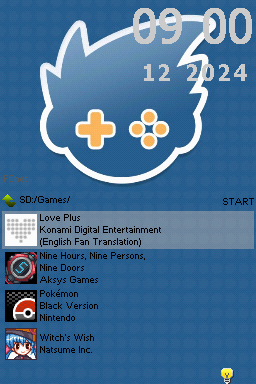 09 00
12 2024
SD:/Games/
START
Love Plus
Konami Digital Entertainment
(English Fan Translation)
Nine Hours, Nine Persons,
Nine Doors
Aksys Games
Pokémon
Black Version
Nintendo
Witch's Wish
Natsume Inc.